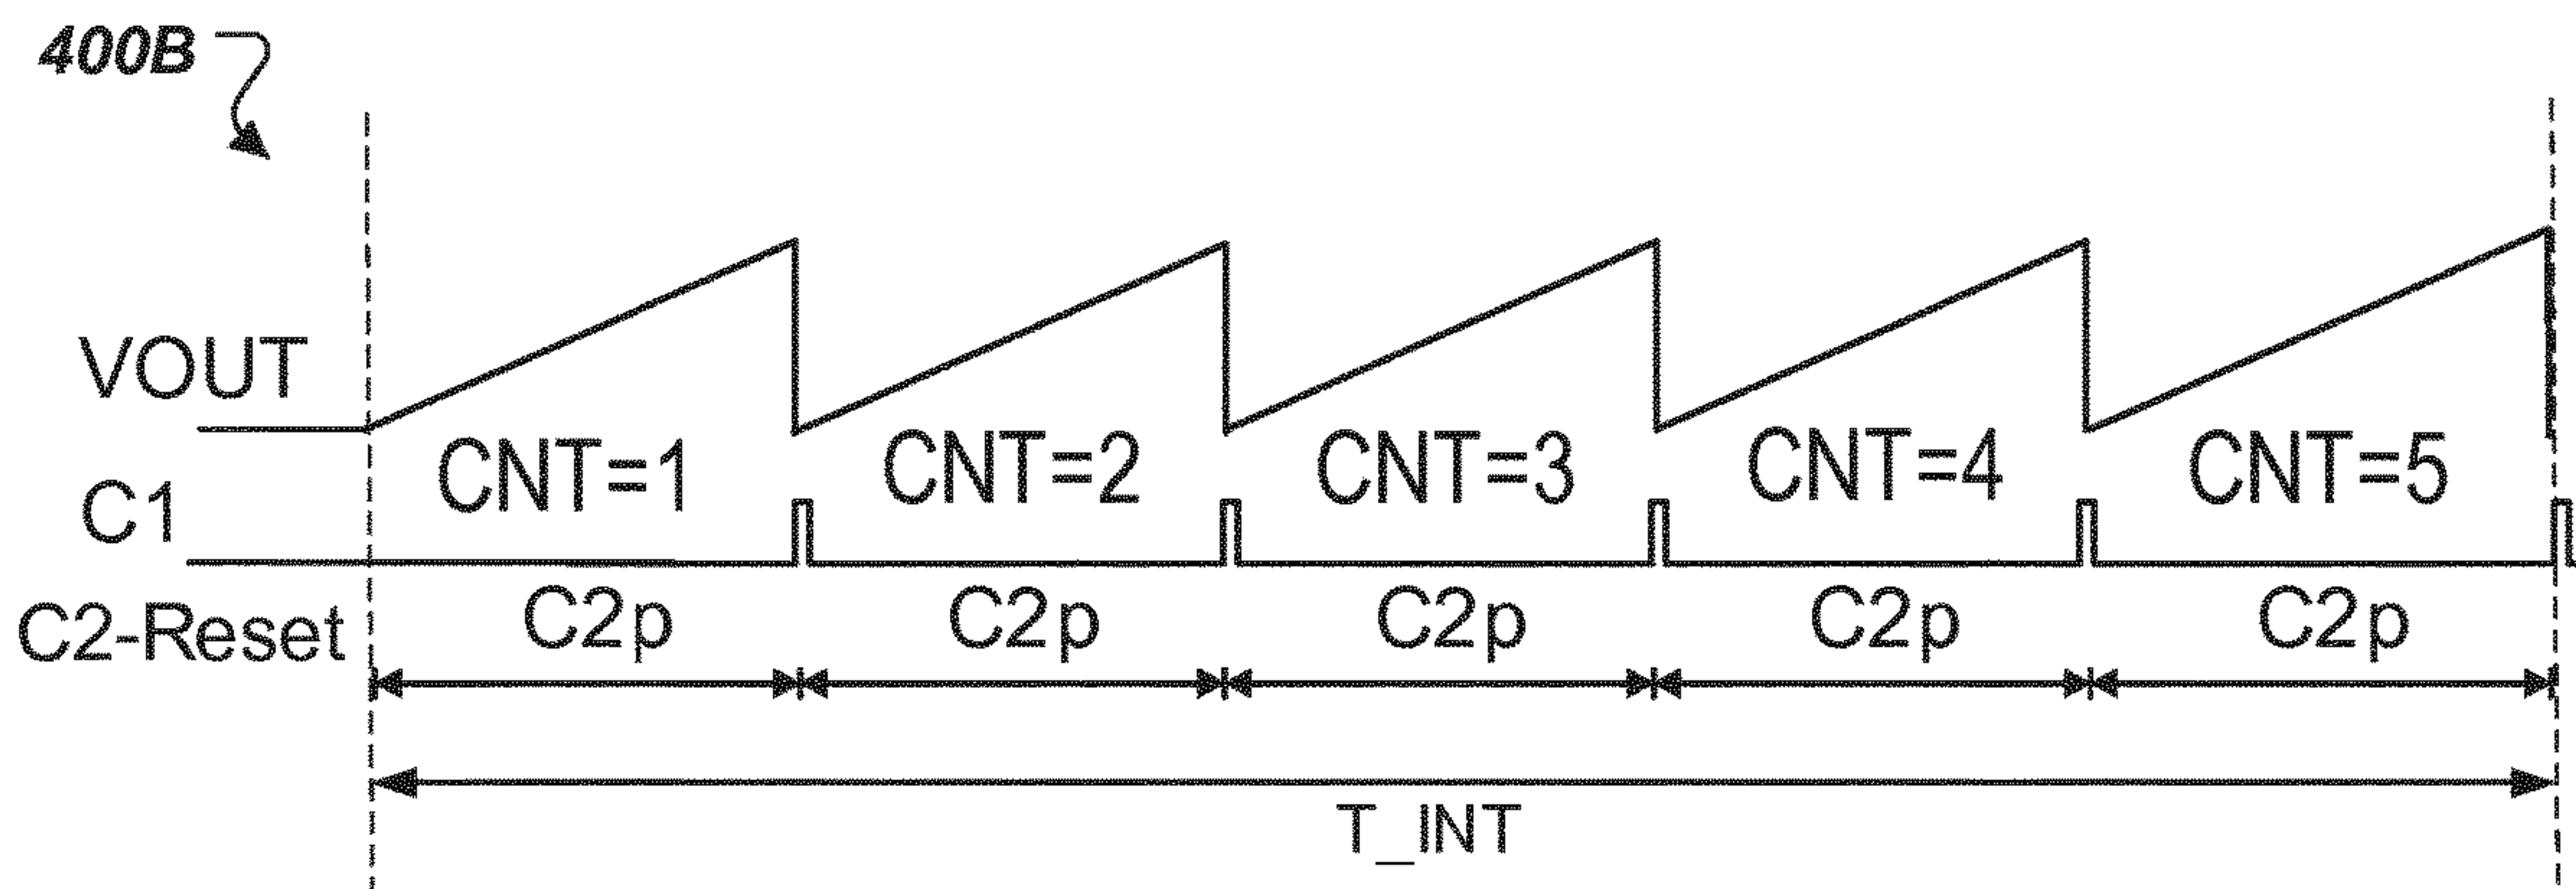 400B
VOUT
CNT=1 CNT=2 CNT=3 CNT=4 CNT=5
C1
C2-Reset C2p C2p C2p C2p C2p
T_INT